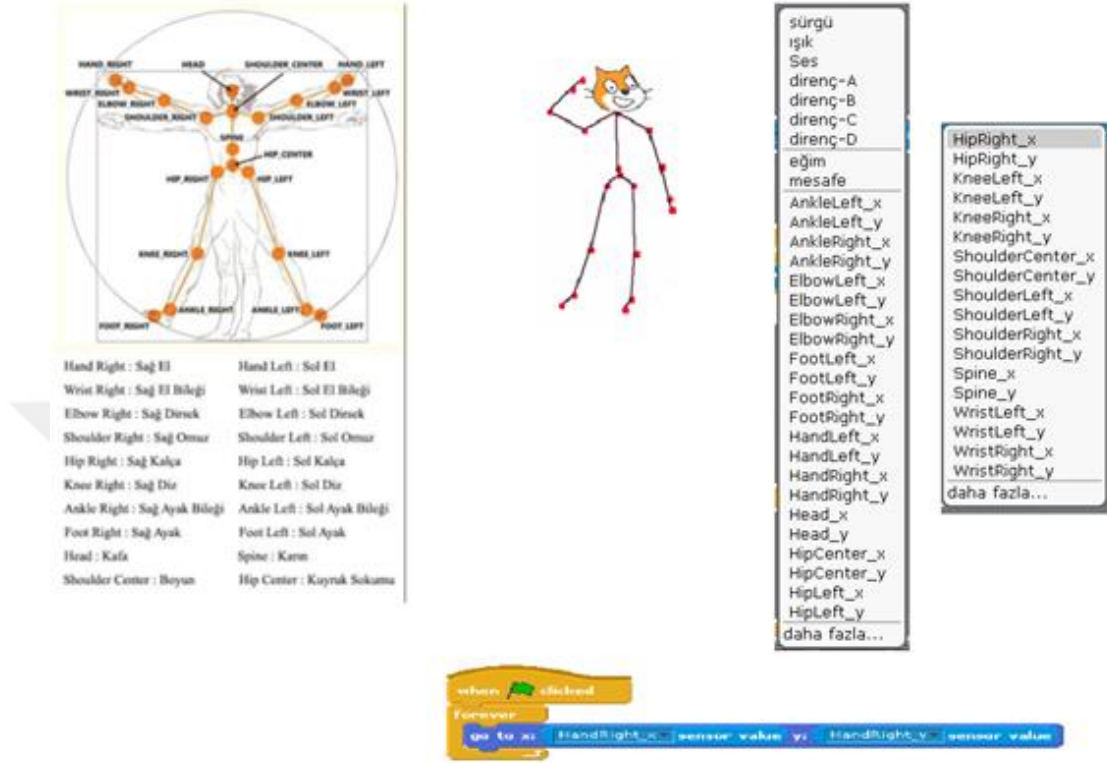 HAND_RIGHT HEAD SHOULDER_CENTER HAND_LEFT
WRIST_RIGHT WRIST_LEFT
ELBOW_RIGHT ELBOW_LEFT
SHOULDER_RIGHT SHOULDER_LEFT
SPINE
HIP_CENTER
HIP_RIGHT HIP_LEFT
KNEE_RIGHT KNEE_LEFT
ANKLE_RIGHT ANKLE_LEFT
FOOT_RIGHT FOOT_LEFT
Hand Right : Sağ El Hand Left : Sol El
Wrist Right : Sağ El Bileği Wrist Left : Sol El Bileği
Elbow Right : Sağ Dirsek Elbow Left : Sol Dirsek
Shoulder Right : Sağ Omuz Shoulder Left : Sol Omuz
Hip Right : Sağ Kalça Hip Left : Sol Kalça
Knee Right : Sağ Diz Knee Left : Sol Diz
Ankle Right : Sağ Ayak Bileği Ankle Left : Sol Ayak Bileği
Foot Right : Sağ Ayak Foot Left : Sol Ayak
Head : Kafa Spine : Karın
Shoulder Center : Boyun Hip Center : Kuyruk Sokumu
sürgü
ışık
Ses
direnç-A
direnç-B
direnç-C
direnç-D
eğim
mesafe
AnkleLeft_x
AnkleLeft_y
AnkleRight_x
AnkleRight_y
ElbowLeft_x
ElbowLeft_y
ElbowRight_x
ElbowRight_y
FootLeft_x
FootLeft_y
FootRight_x
FootRight_y
HandLeft_x
HandLeft_y
HandRight_x
HandRight_y
Head_x
Head_y
HipCenter_x
HipCenter_y
HipLeft_x
HipLeft_y
daha fazla...
HipRight_x
HipRight_y
KneeLeft_x
KneeLeft_y
KneeRight_x
KneeRight_y
ShoulderCenter_x
ShoulderCenter_y
ShoulderLeft_x
ShoulderLeft_y
ShoulderRight_x
ShoulderRight_y
Spine_x
Spine_y
WristLeft_x
WristLeft_y
WristRight_x
WristRight_y
daha fazla...
when clicked
forever
go to x: HandRight_x sensor value y: HandRight_y sensor value